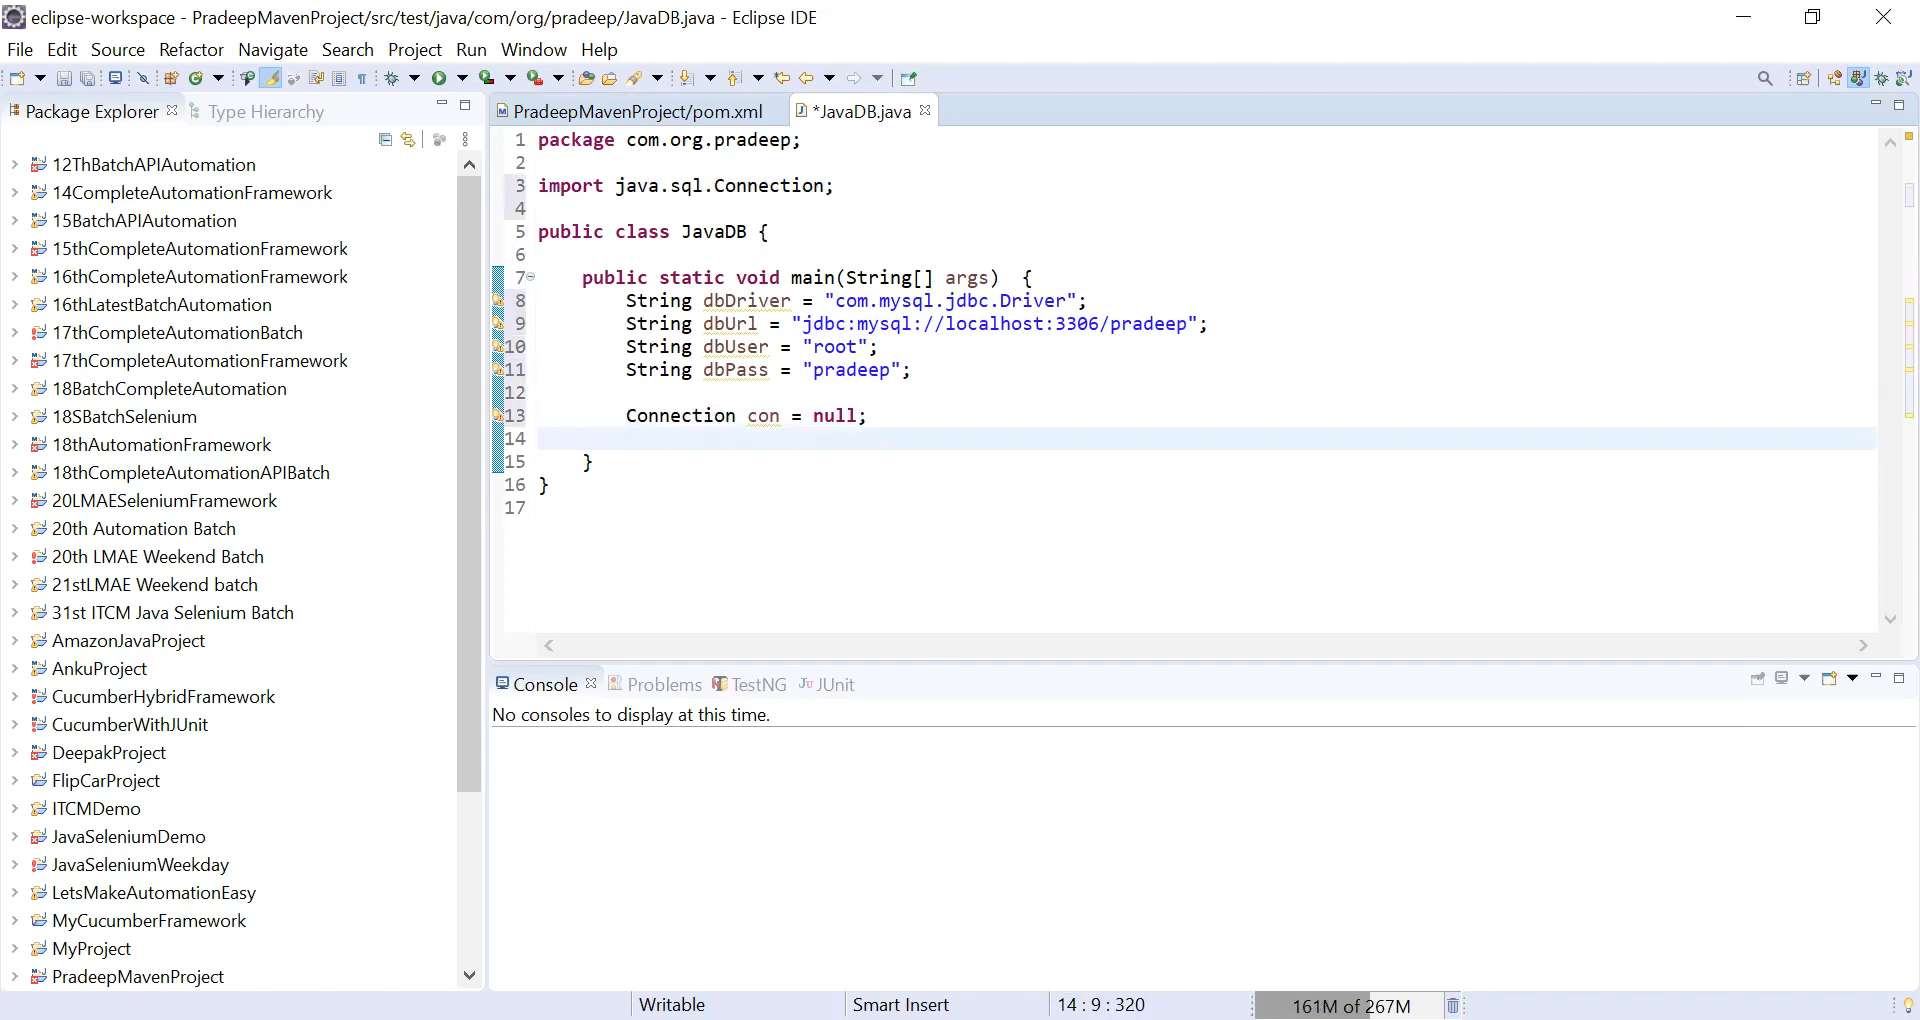 eclipse-workspace - PradeepMavenProject/src/test/java/com/org/pradeep/JavaDB.java - Eclipse IDE
File Edit Source Refactor Navigate Search Project Run Window Help
Package Explorer Type Hierarchy
12ThBatchAPIAutomation
14CompleteAutomationFramework
15BatchAPIAutomation
15thCompleteAutomationFramework
16thCompleteAutomationFramework
16thLatestBatchAutomation
17thCompleteAutomationBatch
17thCompleteAutomationFramework
18BatchCompleteAutomation
18SBatchSelenium
18thAutomationFramework
18thCompleteAutomationAPIBatch
20LMAESeleniumFramework
20th Automation Batch
20th LMAE Weekend Batch
21stLMAE Weekend batch
31st ITCM Java Selenium Batch
AmazonJavaProject
AnkuProject
CucumberHybridFramework
CucumberWithJUnit
DeepakProject
FlipCarProject
ITCMDemo
JavaSeleniumDemo
JavaSeleniumWeekday
LetsMakeAutomationEasy
MyCucumberFramework
MyProject
PradeepMavenProject
PradeepMavenProject/pom.xml *JavaDB.java
1 package com.org.pradeep;
2
3 import java.sql.Connection;
4
5 public class JavaDB {
6
7 public static void main(String[] args) {
8 String dbDriver = "com.mysql.jdbc.Driver";
9 String dbUrl = "jdbc:mysql://localhost:3306/pradeep";
10 String dbUser = "root";
11 String dbPass = "pradeep";
12
13 Connection con = null;
14
15 }
16 }
17
Console Problems TestNG JUnit
No consoles to display at this time.
Writable Smart Insert 14 : 9 : 320 161M of 267M